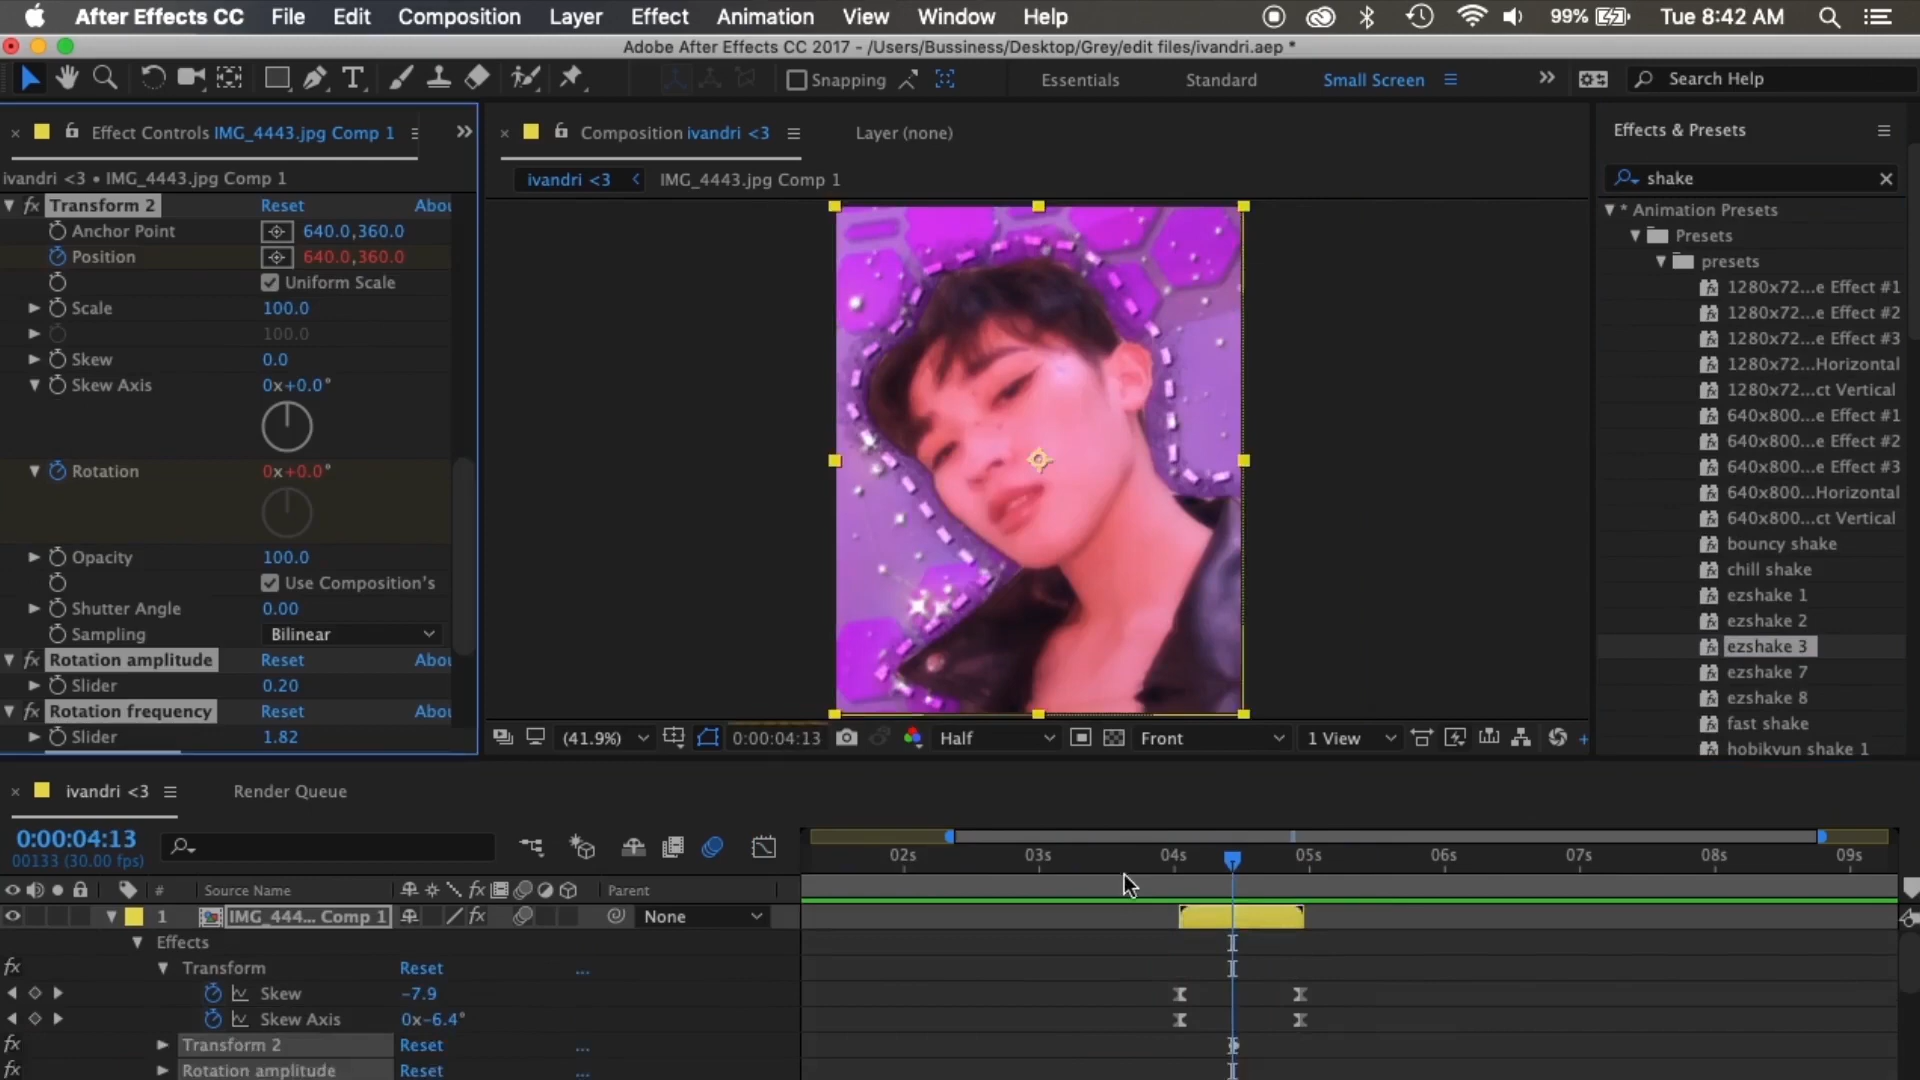 After Effects CC File Edit Composition Layer Effect Animation View Window Help 99% Tue 8:42 AM
Adobe After Effects CC 2017 - /Users/Bussiness/Desktop/Grey/edit files/ivandri.aep *
Snapping Essentials Standard Small Screen Search Help
Effect Controls IMG_4443.jpg Comp 1
ivandri <3 • IMG_4443.jpg Comp 1
Transform 2 Reset Abou
Anchor Point 640.0,360.0
Position 640.0,360.0
Uniform Scale
Scale 100.0
100.0
Skew 0.0
Skew Axis 0x+0.0°
Rotation 0x+0.0°
Opacity 100.0
Use Composition's
Shutter Angle 0.00
Sampling Bilinear
Rotation amplitude Reset Abou
Slider 0.20
Rotation frequency Reset Abou
Slider 1.82
Composition ivandri <3 Layer (none)
ivandri <3 IMG_4443.jpg Comp 1
(41.9%) 0:00:04:13 Half Front 1 View
Effects & Presets
shake
* Animation Presets
Presets
presets
1280x72...e Effect #1
1280x72...e Effect #2
1280x72...e Effect #3
1280x72...Horizontal
1280x72...ct Vertical
640x800...e Effect #1
640x800...e Effect #2
640x800...e Effect #3
640x800...Horizontal
640x800...ct Vertical
bouncy shake
chill shake
ezshake 1
ezshake 2
ezshake 3
ezshake 7
ezshake 8
fast shake
hobikyun shake 1
ivandri <3 Render Queue
0:00:04:13
00133 (30.00 fps)
02s 03s 04s 05s 06s 07s 08s 09s
# Source Name Parent
1 IMG_444... Comp 1 None
Effects
Transform Reset ...
Skew -7.9
Skew Axis 0x-6.4°
Transform 2 Reset ...
Rotation amplitude Reset ...